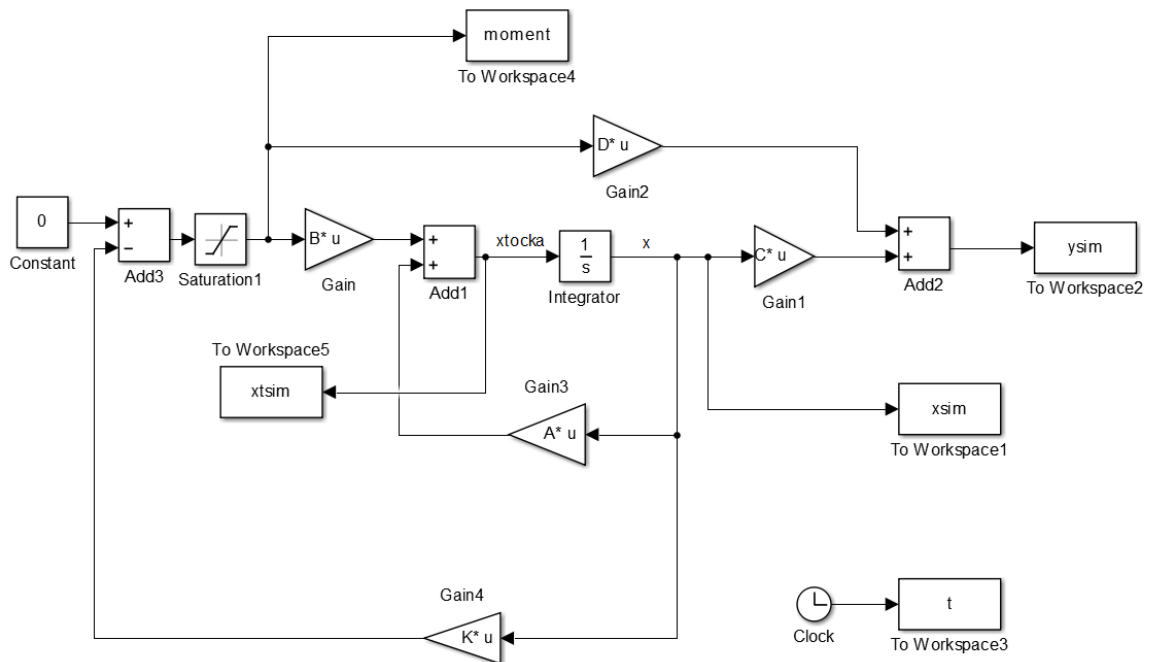 moment
To Workspace4
D* u
Gain2
0
Constant
+
−
Add3
Saturation1
B* u
Gain
+
+
Add1
xtocka
1
s
Integrator
x
C* u
Gain1
+
+
Add2
ysim
To Workspace2
To Workspace5
xtsim
Gain3
A* u
xsim
To Workspace1
Gain4
K* u
Clock
t
To Workspace3